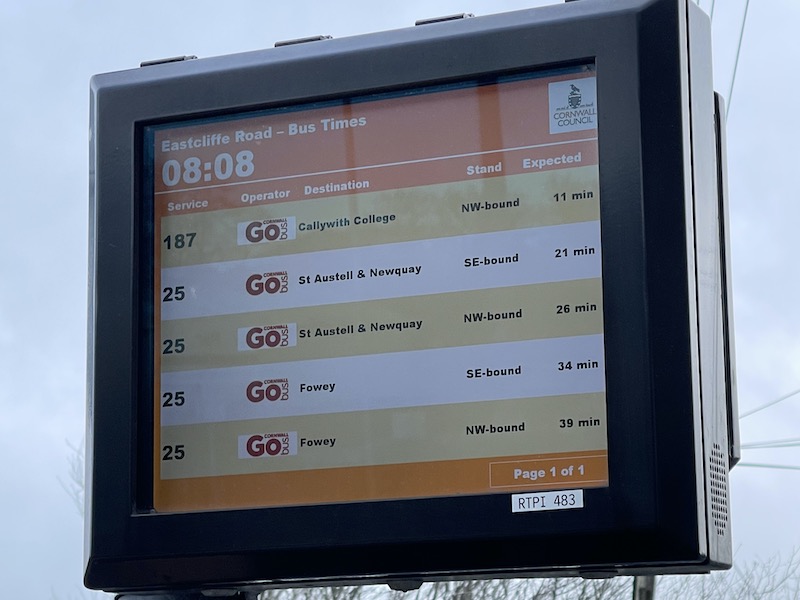 Eastcliffe Road – Bus Times
CORNWALL
COUNCIL
08:08
Service Operator Destination Stand Expected
187 GO CORNWALL bus Callywith College NW-bound 11 min
25 GO CORNWALL bus St Austell & Newquay SE-bound 21 min
25 GO CORNWALL bus St Austell & Newquay NW-bound 26 min
25 GO CORNWALL bus Fowey SE-bound 34 min
25 GO CORNWALL bus Fowey NW-bound 39 min
Page 1 of 1
RTPI 483